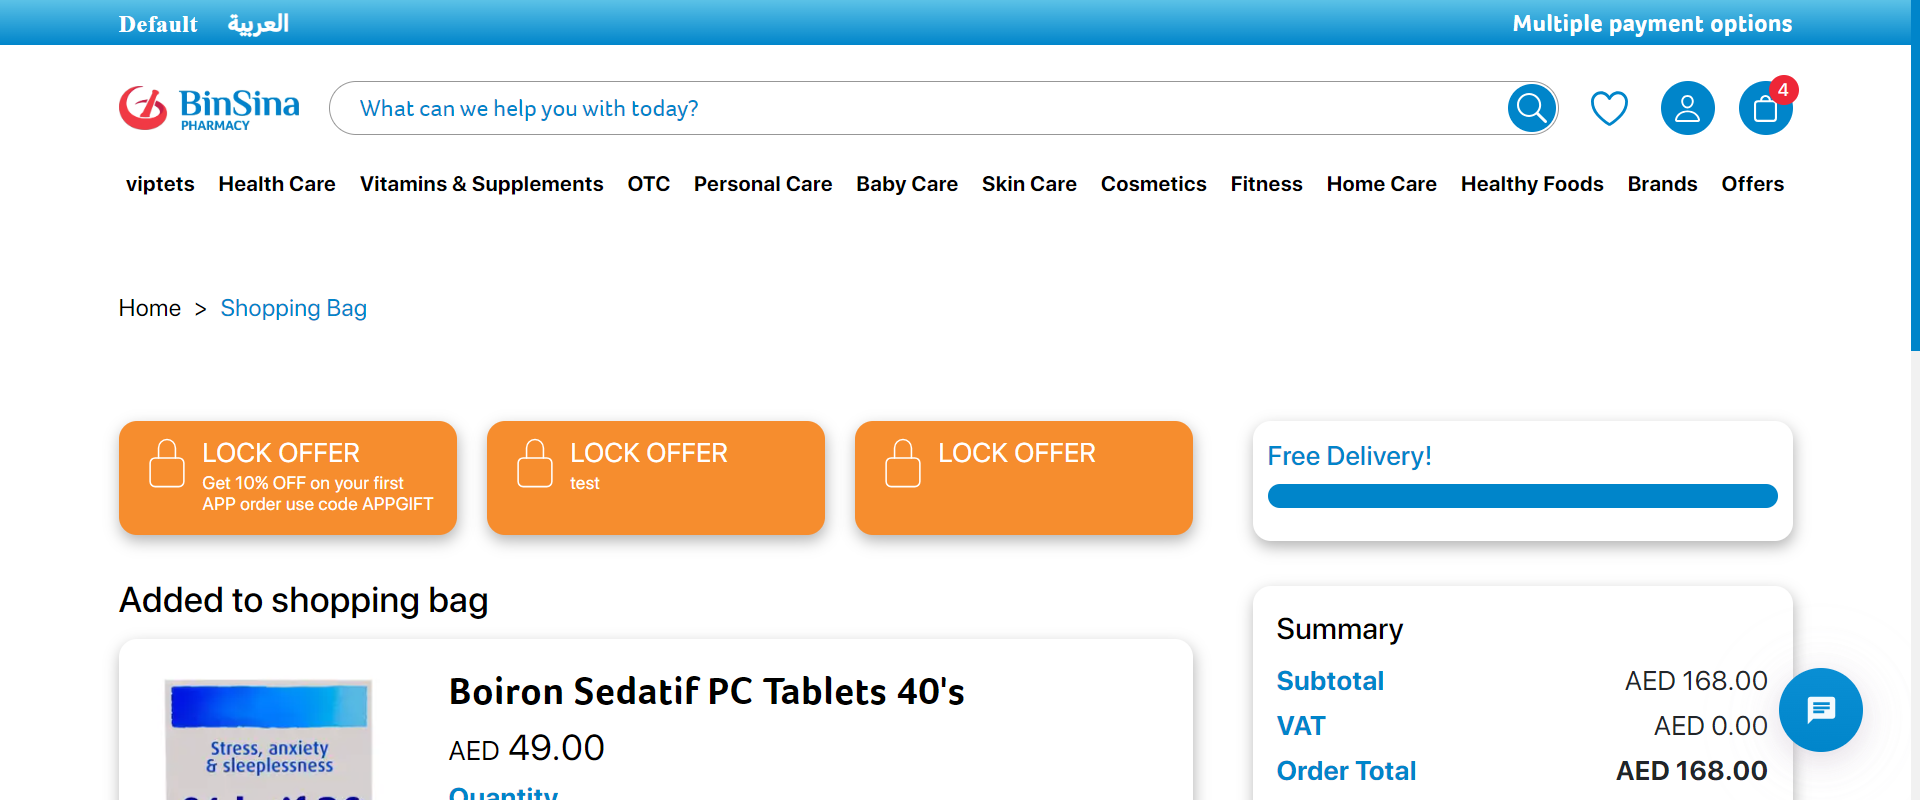 Default العربية Multiple payment options
BinSina
PHARMACY
What can we help you with today?
4
viptets Health Care Vitamins & Supplements OTC Personal Care Baby Care Skin Care Cosmetics Fitness Home Care Healthy Foods Brands Offers
Home > Shopping Bag
LOCK OFFER
Get 10% OFF on your first
APP order use code APPGIFT
LOCK OFFER
test
LOCK OFFER
Free Delivery!
Added to shopping bag
Boiron Sedatif PC Tablets 40's
AED 49.00
Quantity
Stress, anxiety
& sleeplessness
Summary
Subtotal AED 168.00
VAT AED 0.00
Order Total AED 168.00